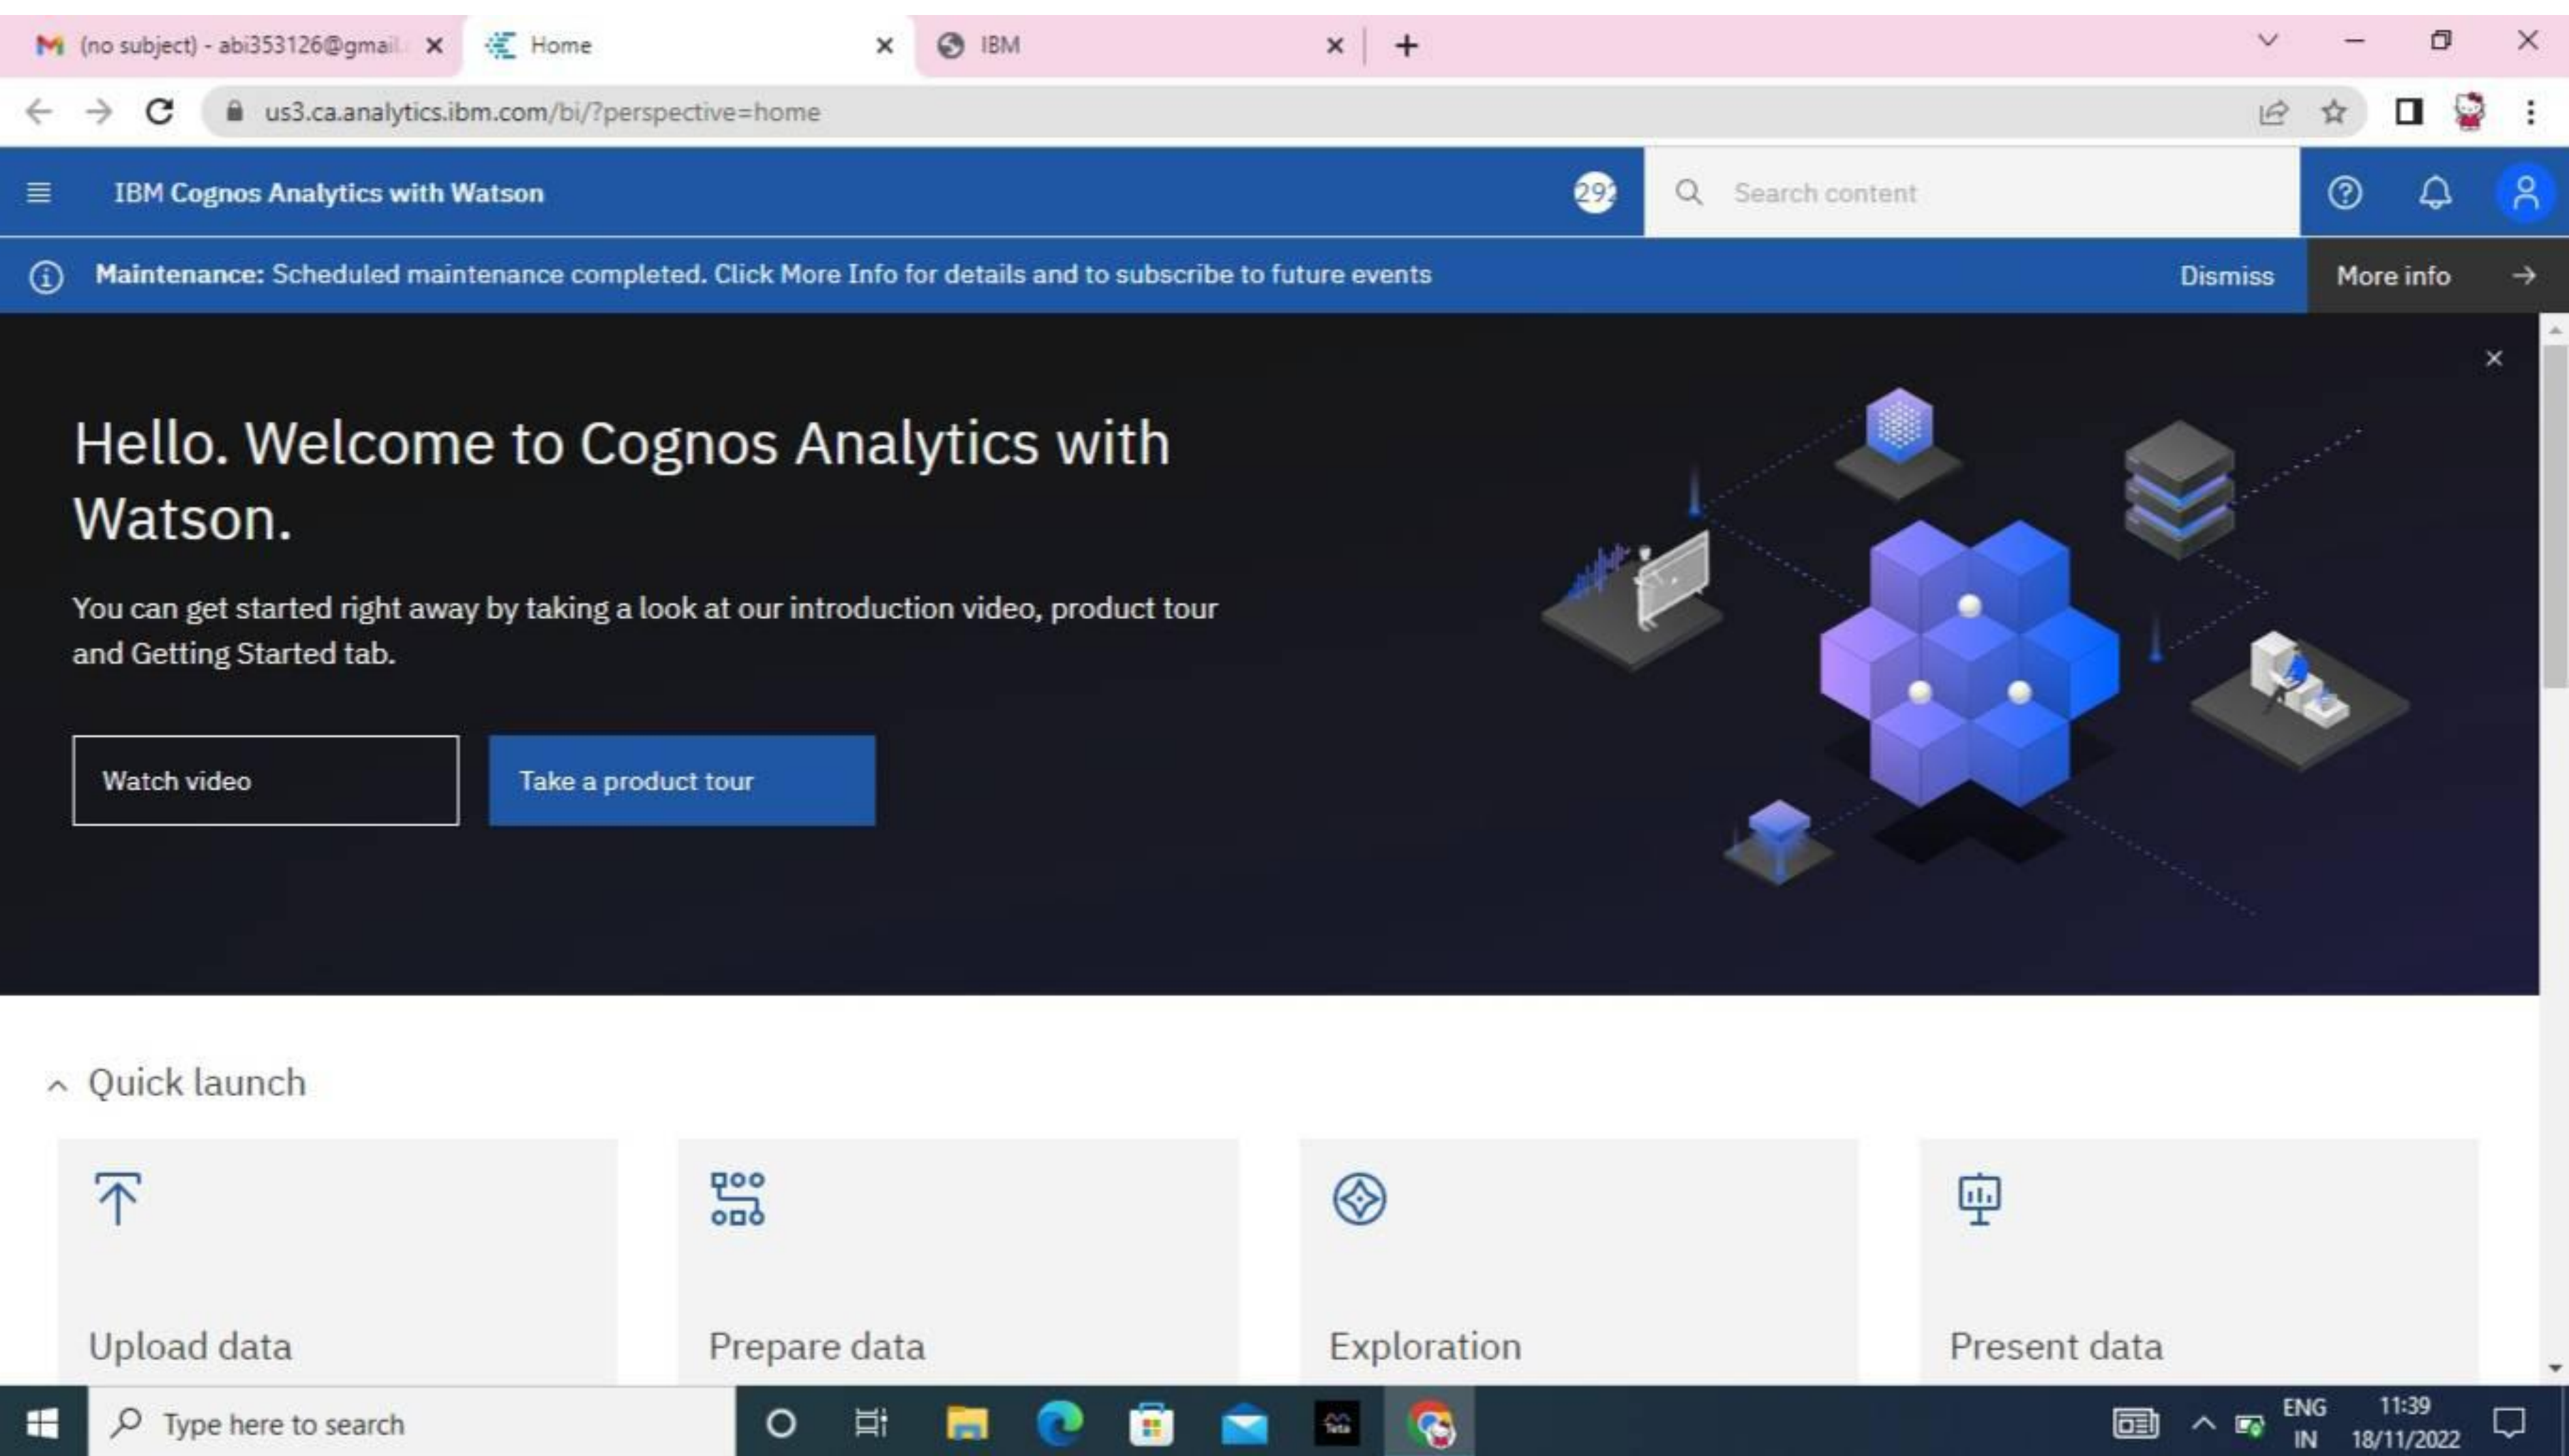 (no subject) - abi353126@gmail.
Home
IBM
us3.ca.analytics.ibm.com/bi/?perspective=home
IBM Cognos Analytics with Watson
292
Search content
Maintenance: Scheduled maintenance completed. Click More Info for details and to subscribe to future events
Dismiss
More info
Hello. Welcome to Cognos Analytics with
Watson.
You can get started right away by taking a look at our introduction video, product tour
and Getting Started tab.
Watch video
Take a product tour
Quick launch
Upload data
Prepare data
Exploration
Present data
Type here to search
Teta
ENG
IN
11:39
18/11/2022